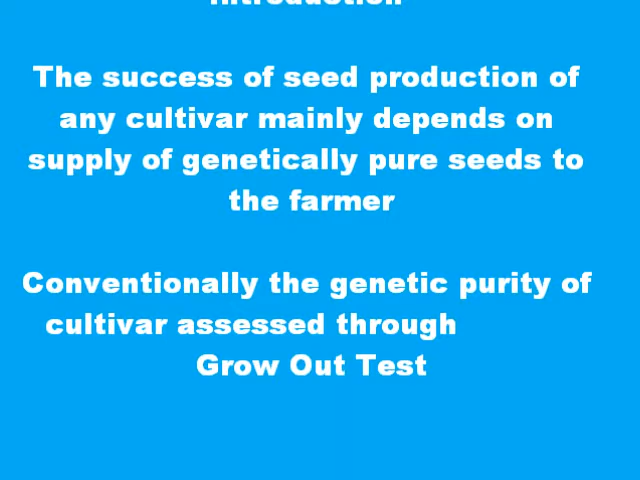 Introduction
The success of seed production of
any cultivar mainly depends on
supply of genetically pure seeds to
the farmer
Conventionally the genetic purity of
cultivar assessed through
Grow Out Test